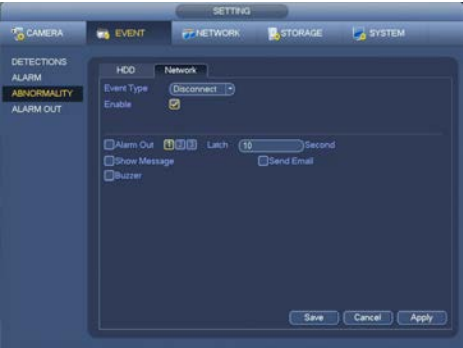 SETTING
CAMERA EVENT NETWORK STORAGE SYSTEM
DETECTIONS
ALARM
ABNORMALITY
ALARM OUT
HDD Network
Event Type Disconnect
Enable
Alarm Out 1 2 3 Latch 10 Second
Show Message Send Email
Buzzer
Save Cancel Apply